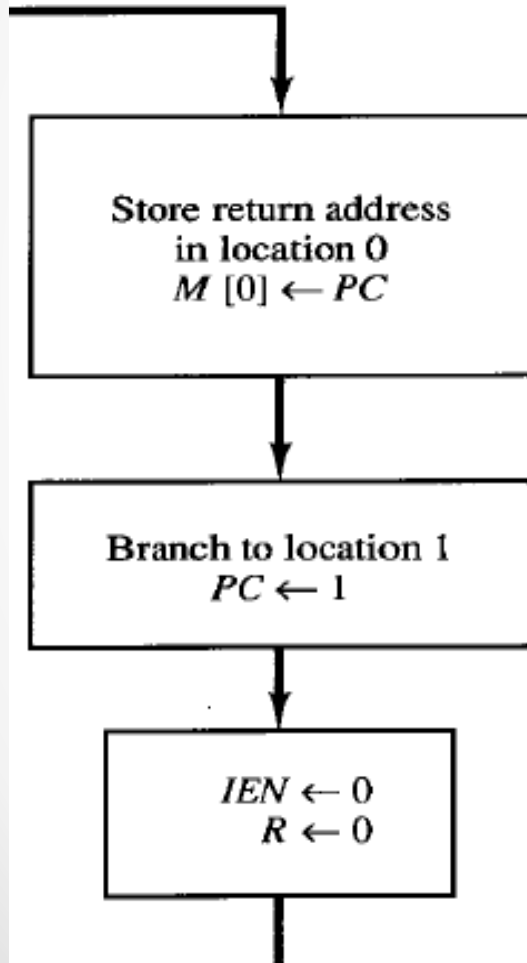 Store return address
in location 0
M [0] ← PC
Branch to location 1
PC ← 1
IEN ← 0
R ← 0